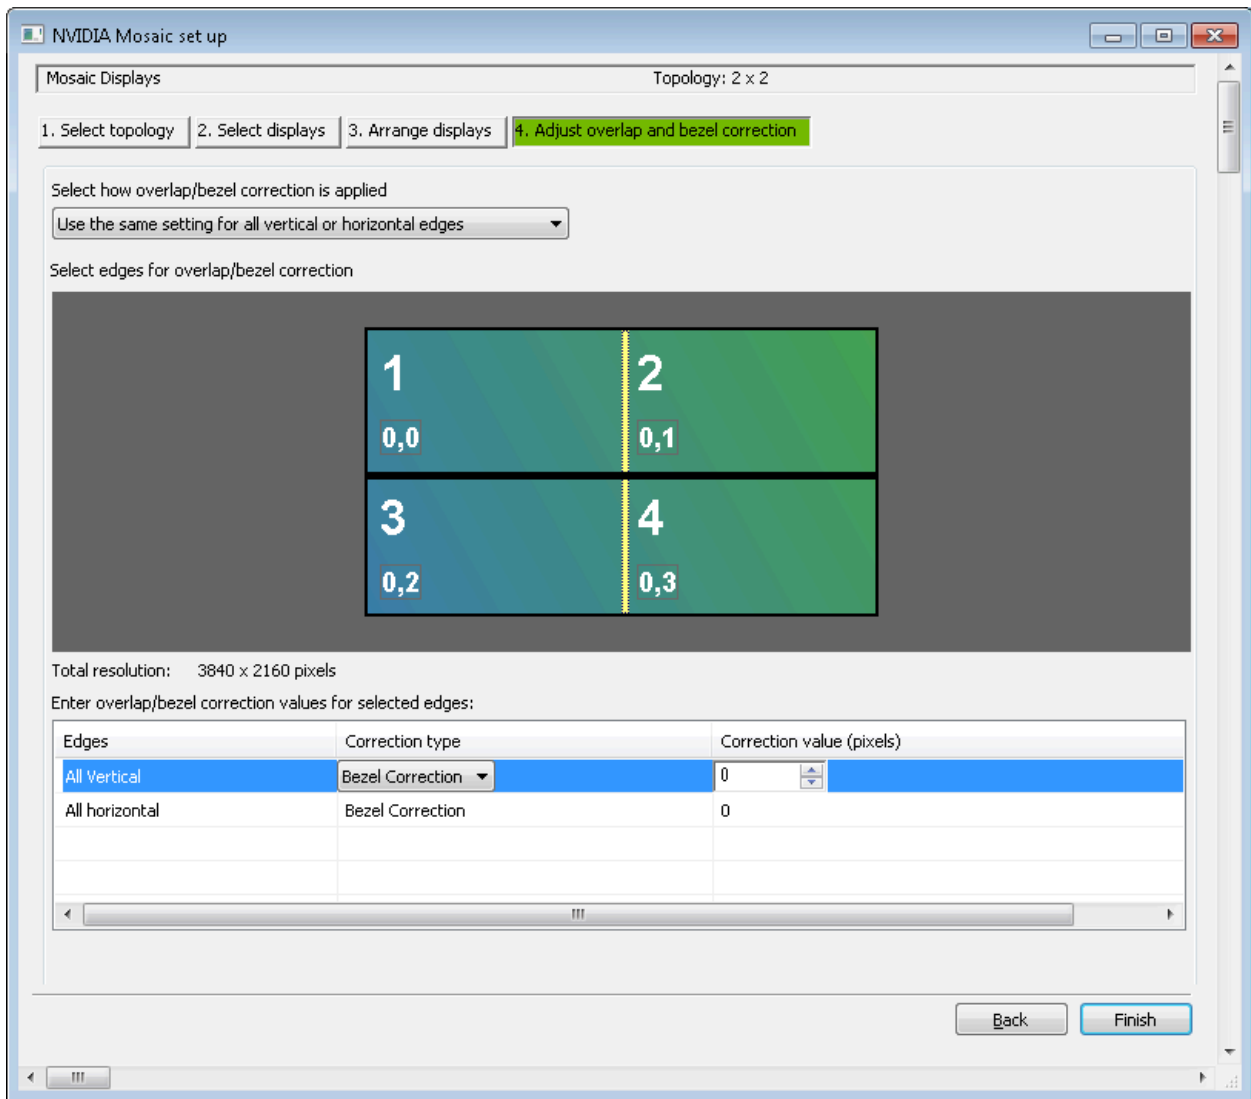 NVIDIA Mosaic set up
Mosaic Displays Topology: 2 x 2
1. Select topology 2. Select displays 3. Arrange displays 4. Adjust overlap and bezel correction
Select how overlap/bezel correction is applied
Use the same setting for all vertical or horizontal edges
Select edges for overlap/bezel correction
1 2
0,0 0,1
3 4
0,2 0,3
Total resolution: 3840 x 2160 pixels
Enter overlap/bezel correction values for selected edges:
Edges Correction type Correction value (pixels)
All Vertical Bezel Correction 0
All horizontal Bezel Correction 0
Back Finish